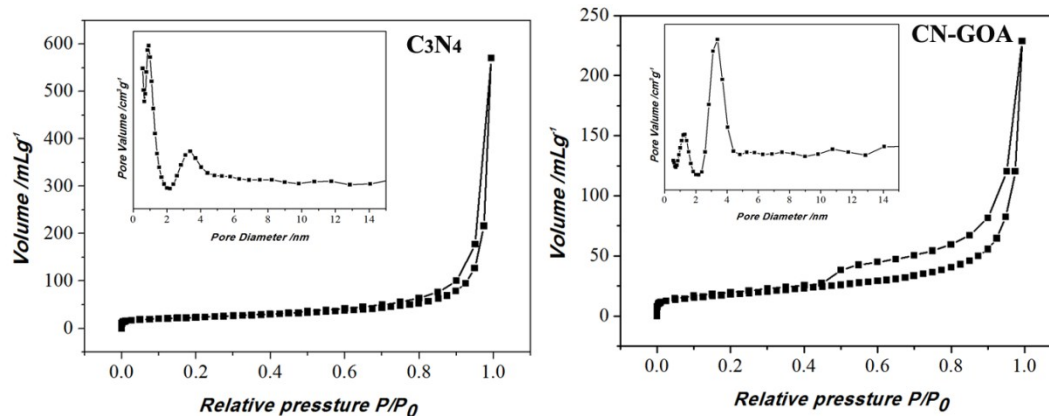 C3N4
Volume /mLg-1
600
500
400
300
200
100
0
0.0 0.2 0.4 0.6 0.8 1.0
Relative pressture P/P0
Pore Valume /cm3g-1
0 2 4 6 8 10 12 14
Pore Diameter /nm
CN-GOA
Volume /mLg-1
250
200
150
100
50
0
0.0 0.2 0.4 0.6 0.8 1.0
Relative pressture P/P0
Pore Valume /cm3g-1
0 2 4 6 8 10 12 14
Pore Diameter /nm